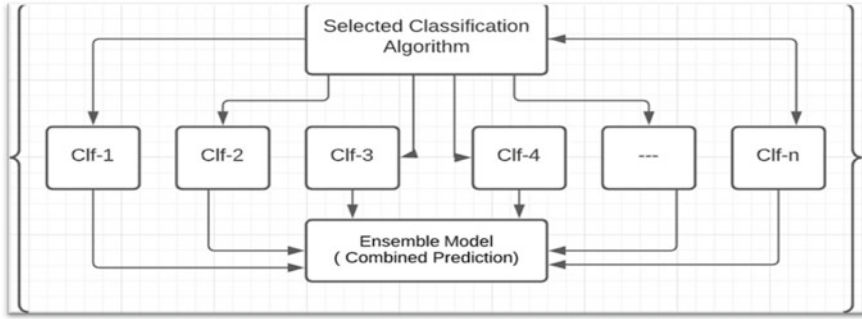 Selected Classification
Algorithm
Clf-1
Clf-2
Clf-3
Clf-4
---
Clf-n
Ensemble Model
( Combined Prediction)